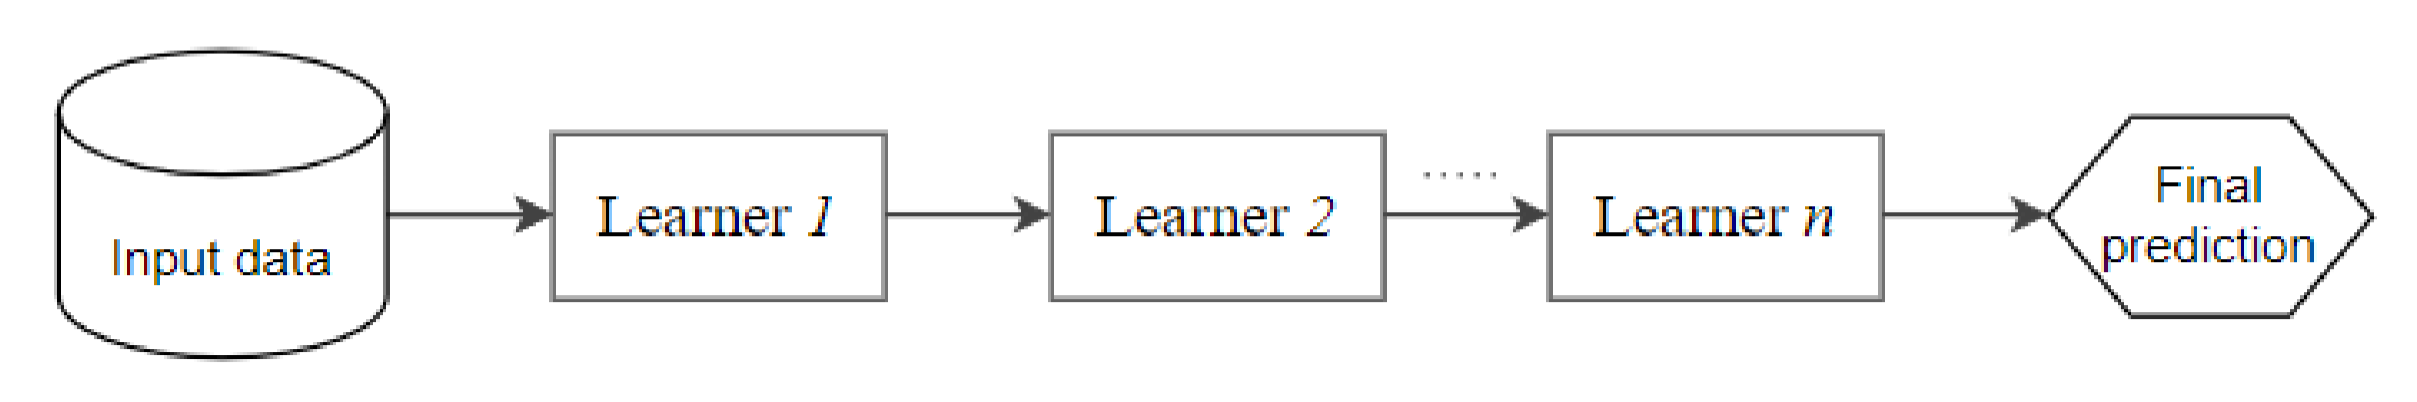 Input data
Learner 1
Learner 2
.....
Learner n
Final
prediction